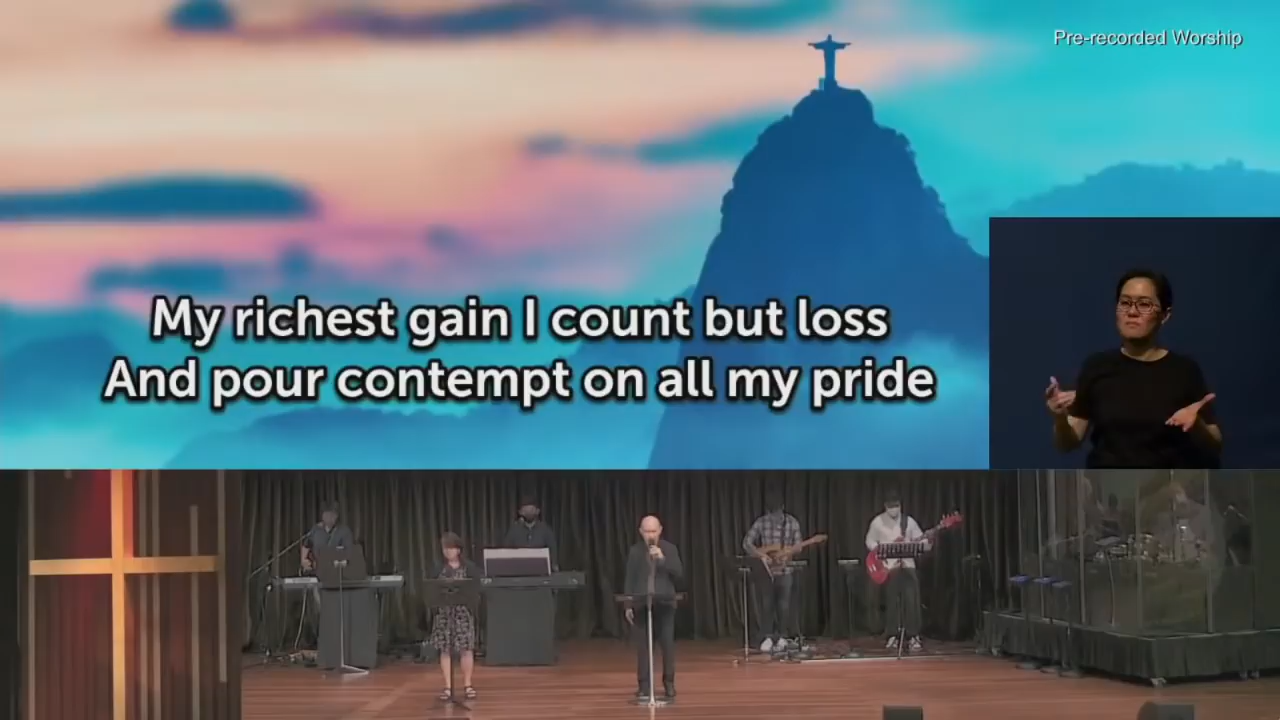 Pre-recorded Worship
My richest gain I count but loss
And pour contempt on all my pride